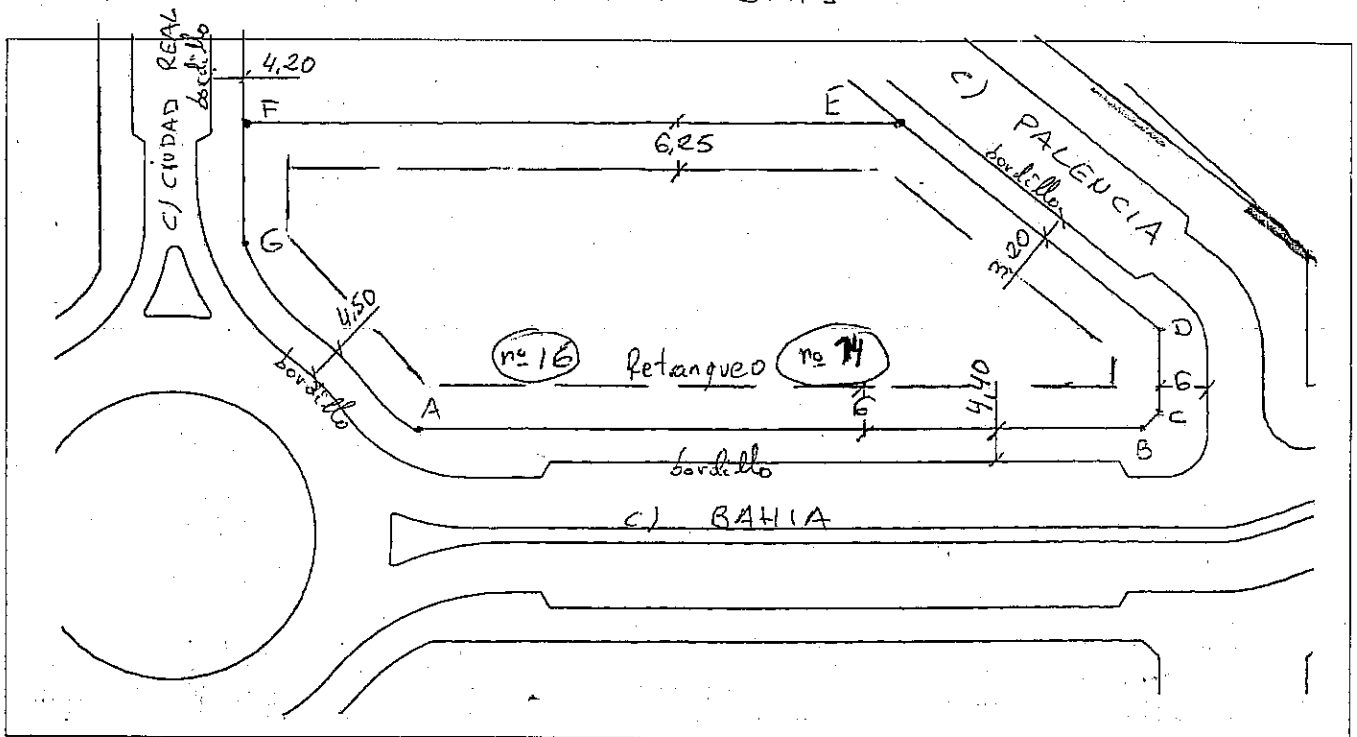 C/ CIUDAD REAL
bordillo
4,20
F
E
6,25
C) PALENCIA
bordillo
G
4,50
bordillo
A
nº 16
Retranqueo
nº 14
6
4,40
D
6
C
B
bordillo
C) BAHIA